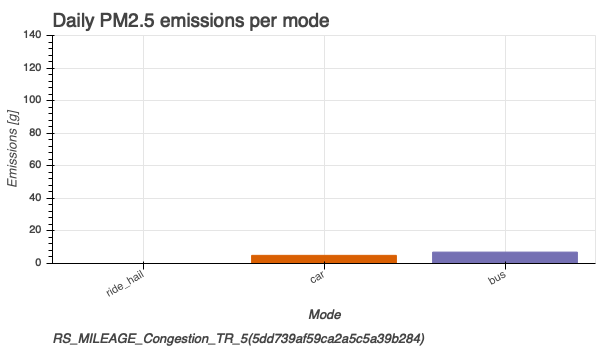 Daily PM2.5 emissions per mode
140
120
100
80
60
40
20
0
Emissions [g]
ride_hail
car
bus
Mode
RS_MILEAGE_Congestion_TR_5(5dd739af59ca2a5c5a39b284)